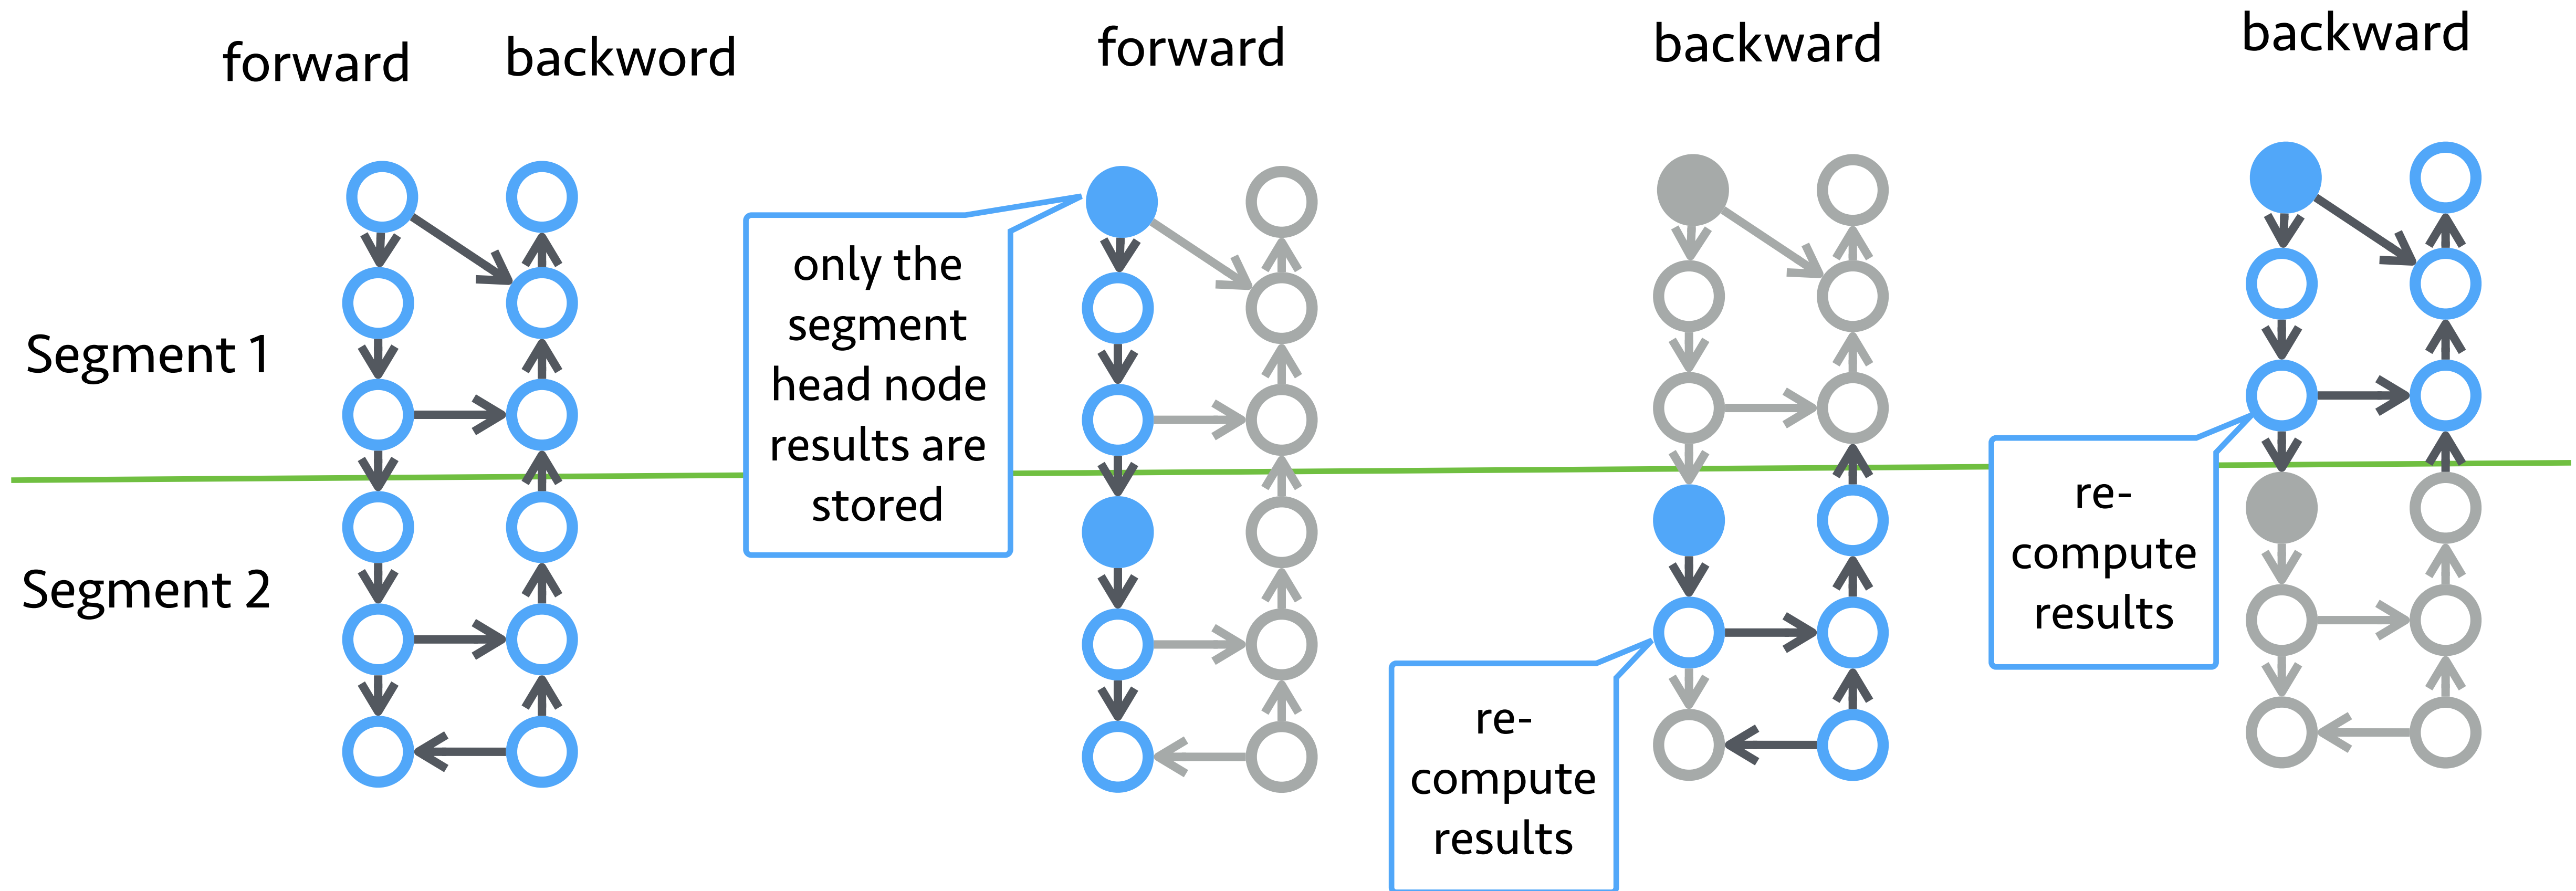 forward
backword
forward
backward
backward
Segment 1
Segment 2
only the
segment
head node
results are
stored
re-
compute
results
re-
compute
results